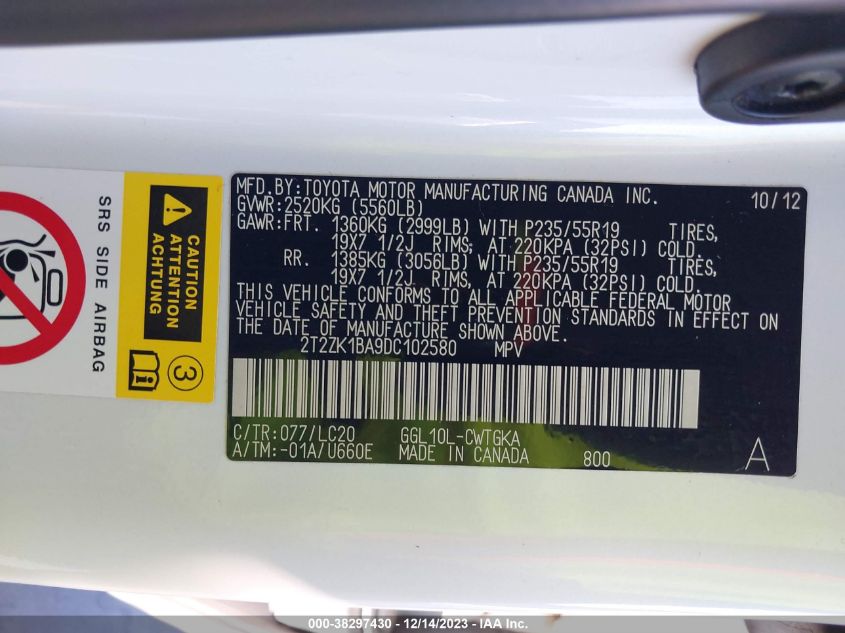 MFD.BY:TOYOTA MOTOR MANUFACTURING CANADA INC. 10/12
GVWR:2520KG (5560LB)
GAWR:FRT. 1360KG (2999LB) WITH P235/55R19 TIRES,
19X7 1/2J RIMS, AT 220KPA (32PSI) COLD.
RR. 1385KG (3056LB) WITH P235/55R19 TIRES,
19X7 1/2J RIMS, AT 220KPA (32PSI) COLD.
THIS VEHICLE CONFORMS TO ALL APPLICABLE FEDERAL MOTOR
VEHICLE SAFETY AND THEFT PREVENTION STANDARDS IN EFFECT ON
THE DATE OF MANUFACTURE SHOWN ABOVE.
2T2ZK1BA9DC102580 MPV
C/TR:077/LC20 GGL10L-CWTGKA
A/TM:-01A/U660E MADE IN CANADA 800 A
SRS SIDE AIRBAG
CAUTION
ATTENTION
ACHTUNG
3
000-38297430 - 12/14/2023 - IAA Inc.